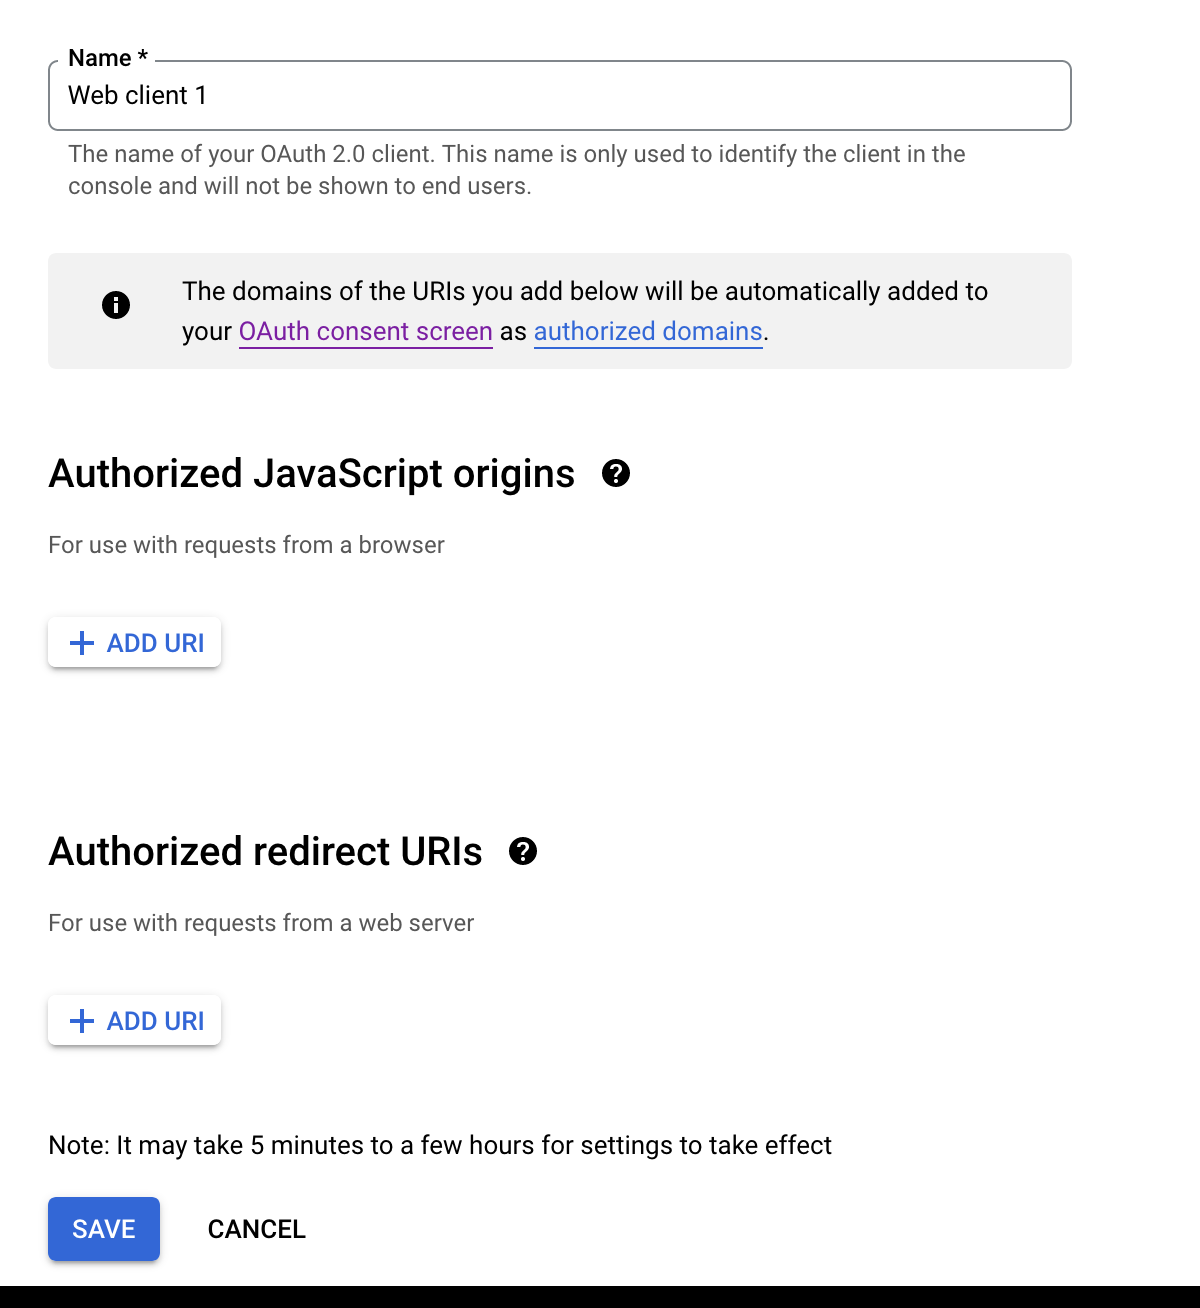 Name *
Web client 1
The name of your OAuth 2.0 client. This name is only used to identify the client in the
console and will not be shown to end users.
The domains of the URIs you add below will be automatically added to
your OAuth consent screen as authorized domains.
Authorized JavaScript origins
For use with requests from a browser
ADD URI
Authorized redirect URIs
For use with requests from a web server
ADD URI
Note: It may take 5 minutes to a few hours for settings to take effect
SAVE CANCEL